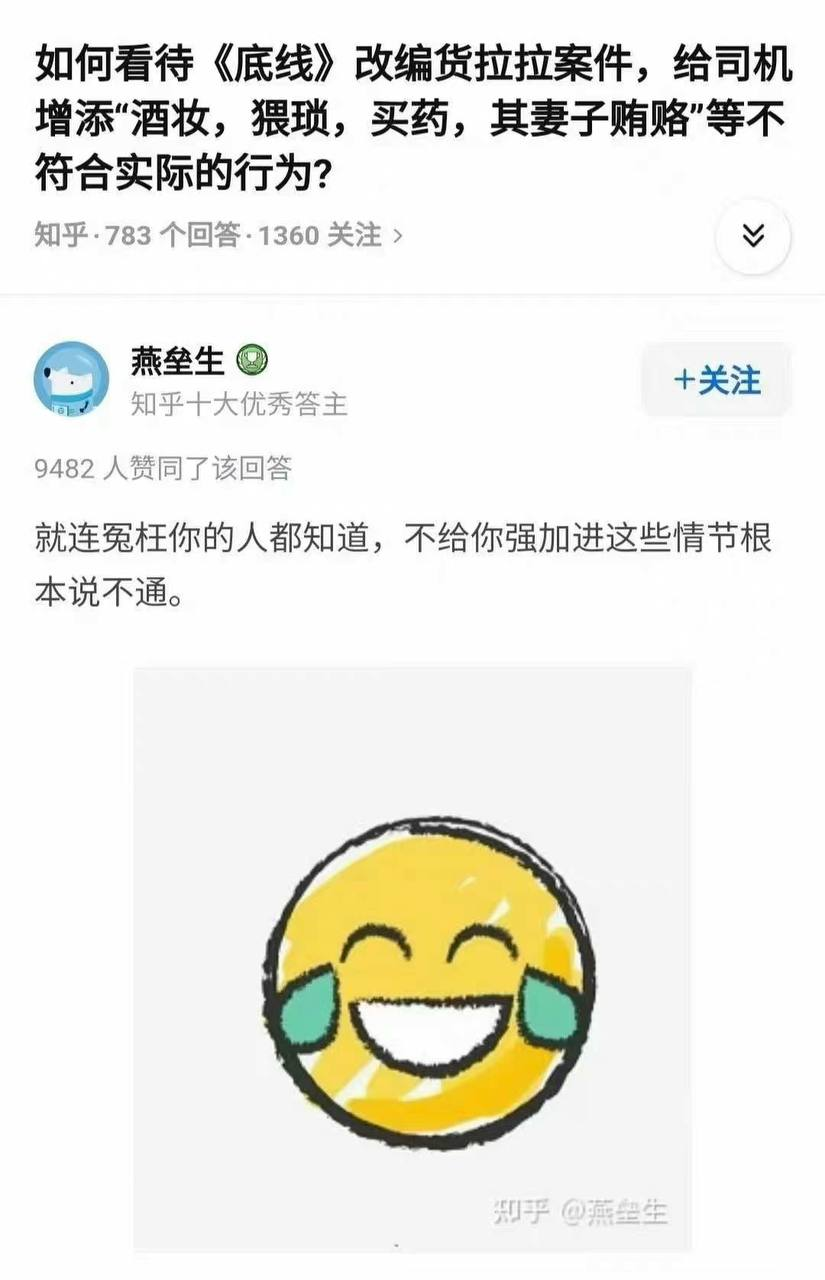 如何看待《底线》改编货拉拉案件，给司机
增添“酒妆，猥琐，买药，其妻子贿赂”等不
符合实际的行为?
知乎·783 个回答·1360 关注 >
燕垒生
知乎十大优秀答主
+关注
9482 人赞同了该回答
就连冤枉你的人都知道，不给你强加进这些情节根
本说不通。
知乎 @燕垒生